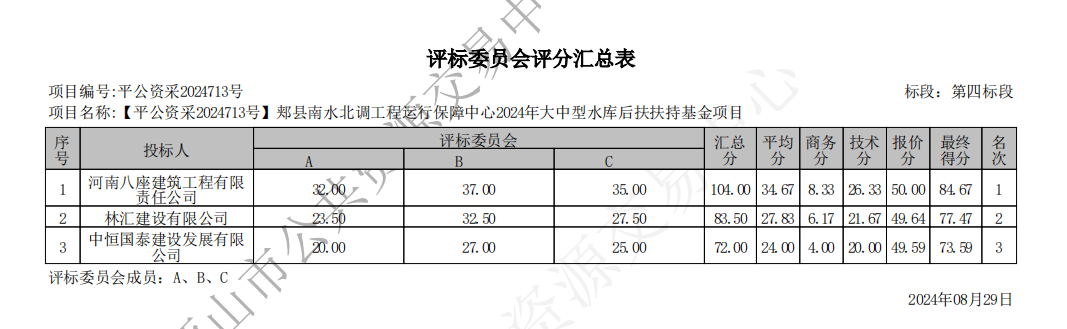 评标委员会评分汇总表
项目编号:平公资采2024713号 标段：第四标段
项目名称:【平公资采2024713号】郏县南水北调工程运行保障中心2024年大中型水库后扶扶持基金项目
序号 投标人 评标委员会 汇总分 平均分 商务分 技术分 报价分 最终得分 名次
A B C
1 河南八座建筑工程有限责任公司 32.00 37.00 35.00 104.00 34.67 8.33 26.33 50.00 84.67 1
2 林汇建设有限公司 23.50 32.50 27.50 83.50 27.83 6.17 21.67 49.64 77.47 2
3 中恒国泰建设发展有限公司 20.00 27.00 25.00 72.00 24.00 4.00 20.00 49.59 73.59 3
评标委员会成员：A、B、C
2024年08月29日